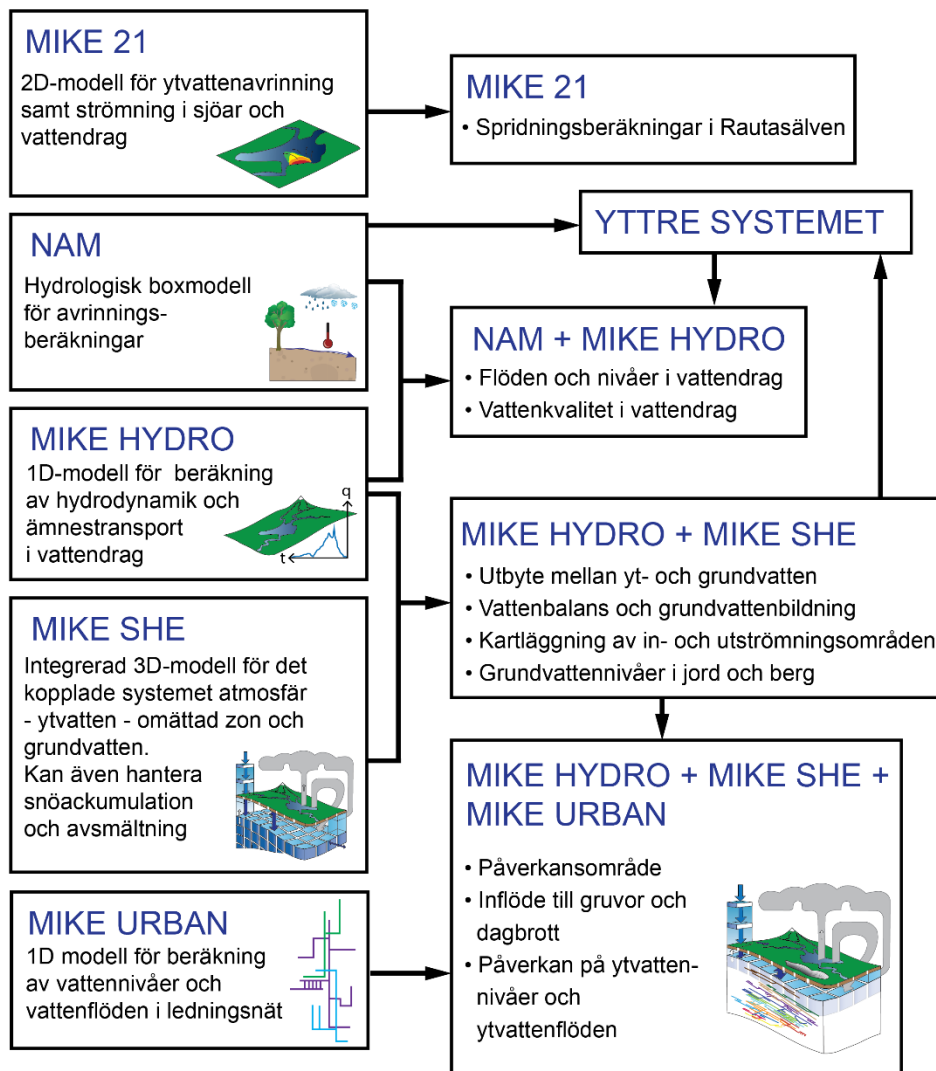 MIKE 21
2D-modell för ytvattenavrinning
samt strömning i sjöar och
vattendrag
MIKE 21
• Spridningsberäkningar i Rautasälven
YTTRE SYSTEMET
NAM
Hydrologisk boxmodell
för avrinnings-
beräkningar
NAM + MIKE HYDRO
• Flöden och nivåer i vattendrag
• Vattenkvalitet i vattendrag
MIKE HYDRO
1D-modell för beräkning
av hydrodynamik och
ämnestransport
i vattendrag
q
t
MIKE HYDRO + MIKE SHE
• Utbyte mellan yt- och grundvatten
• Vattenbalans och grundvattenbildning
• Kartläggning av in- och utströmningsområden
• Grundvattennivåer i jord och berg
MIKE SHE
Integrerad 3D-modell för det
kopplade systemet atmosfär
- ytvatten - omättad zon och
grundvatten.
Kan även hantera
snöackumulation
och avsmältning
MIKE HYDRO + MIKE SHE +
MIKE URBAN
• Påverkansområde
• Inflöde till gruvor och
dagbrott
• Påverkan på ytvatten-
nivåer och
ytvattenflöden
MIKE URBAN
1D modell för beräkning
av vattennivåer och
vattenflöden i ledningsnät